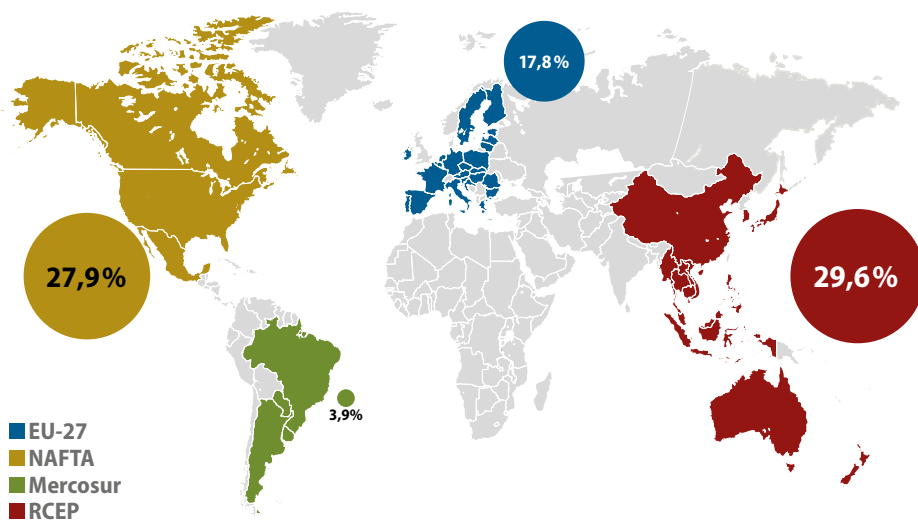 17,8%
27,9%
29,6%
3,9%
EU-27
NAFTA
Mercosur
RCEP